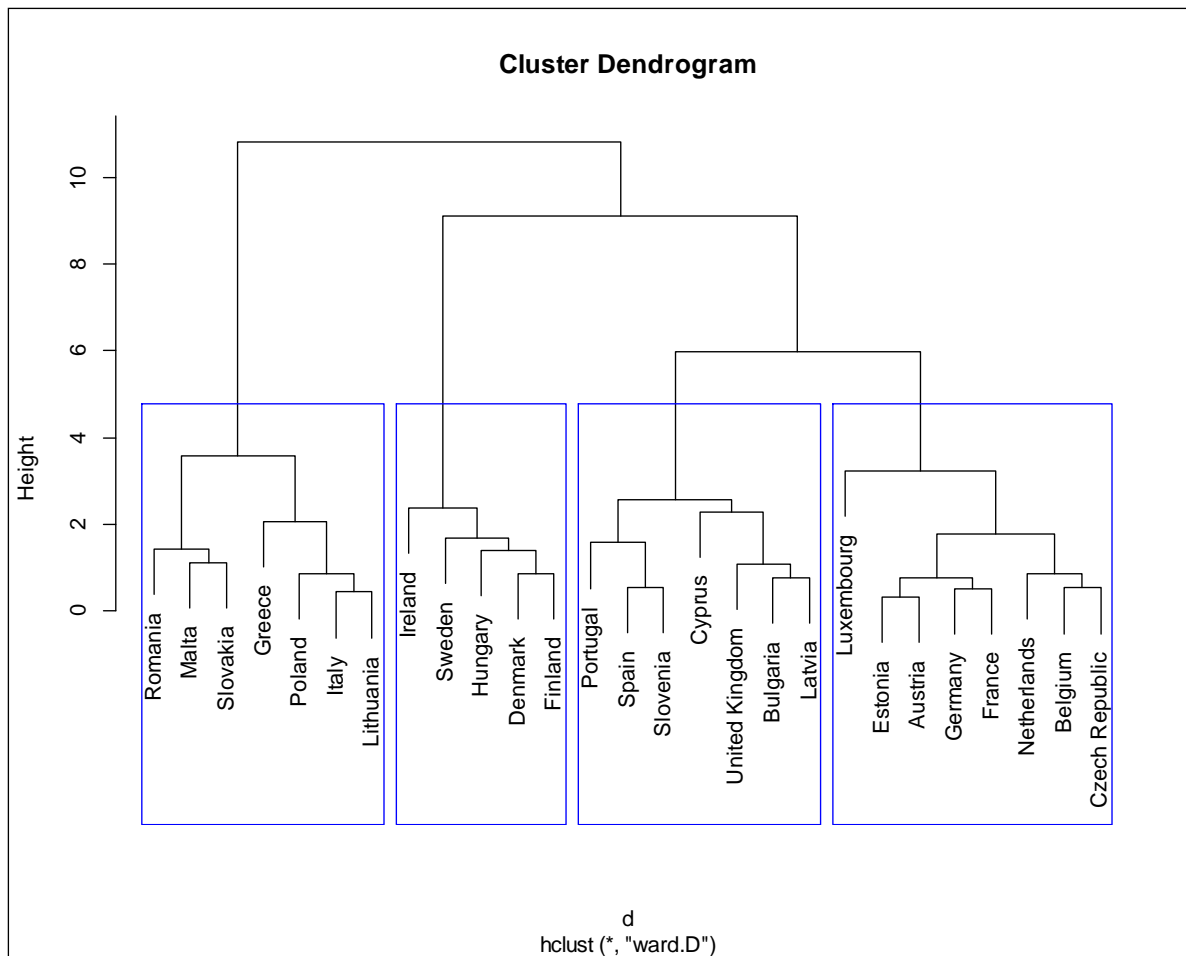 Cluster Dendrogram
Height
10
8
6
4
2
0
Romania
Malta
Slovakia
Greece
Poland
Italy
Lithuania
Ireland
Sweden
Hungary
Denmark
Finland
Portugal
Spain
Slovenia
Cyprus
United Kingdom
Bulgaria
Latvia
Luxembourg
Estonia
Austria
Germany
France
Netherlands
Belgium
Czech Republic
d
hclust (*, "ward.D")